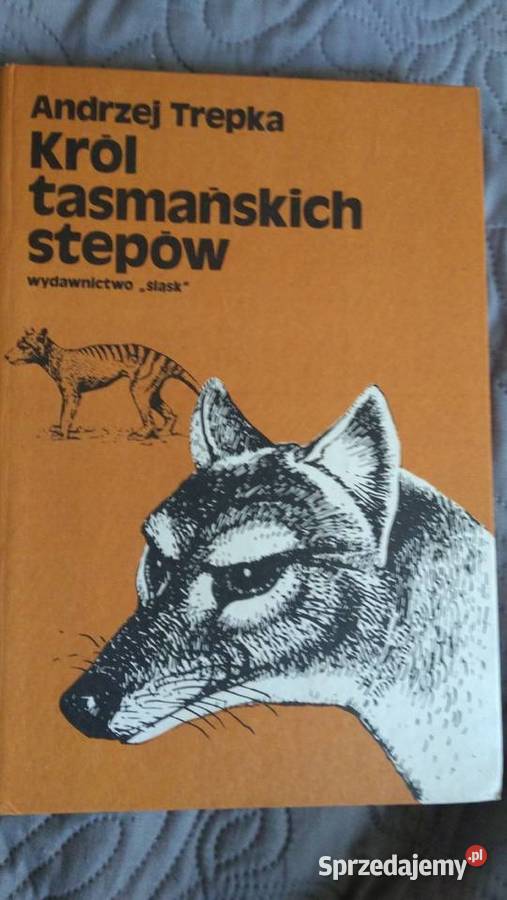 Andrzej Trepka
Król
tasmańskich
stepów
wydawnictwo „śląsk"
Sprzedajemy.pl